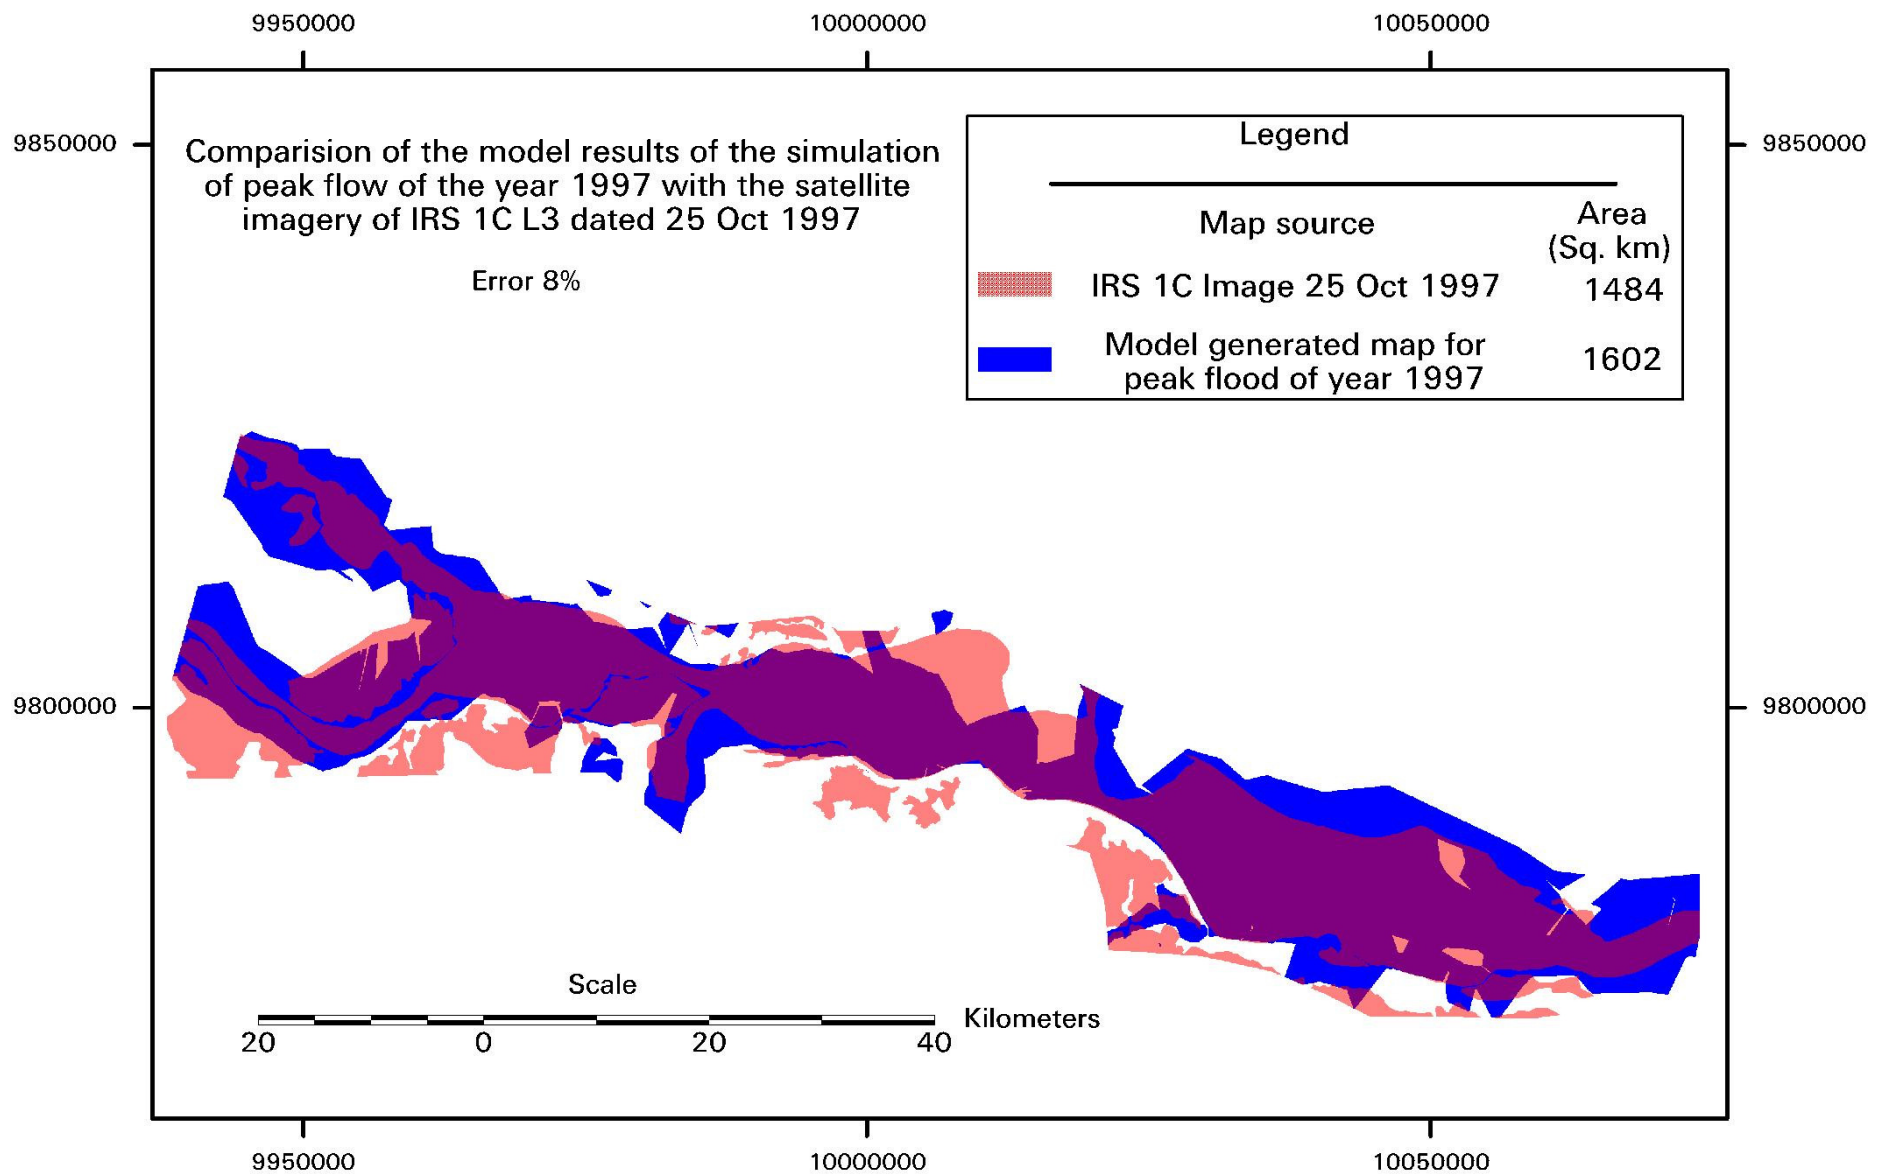 9950000 10000000 10050000
9850000 9850000
Comparision of the model results of the simulation
of peak flow of the year 1997 with the satellite
imagery of IRS 1C L3 dated 25 Oct 1997
Error 8%
Legend
Map source
Area
(Sq. km)
IRS 1C Image 25 Oct 1997 1484
Model generated map for
peak flood of year 1997
1602
9800000 9800000
Scale
Kilometers
20 0 20 40
9950000 10000000 10050000